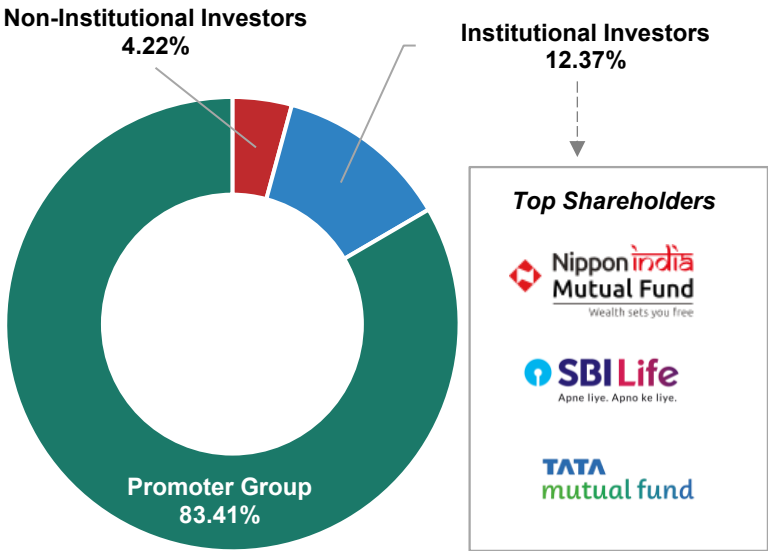 Non-Institutional Investors
4.22%
Institutional Investors
12.37%
Promoter Group
83.41%
Top Shareholders
Nippon india
Mutual Fund
Wealth sets you free
SBI Life
Apne liye. Apno ke liye.
TATA
mutual fund